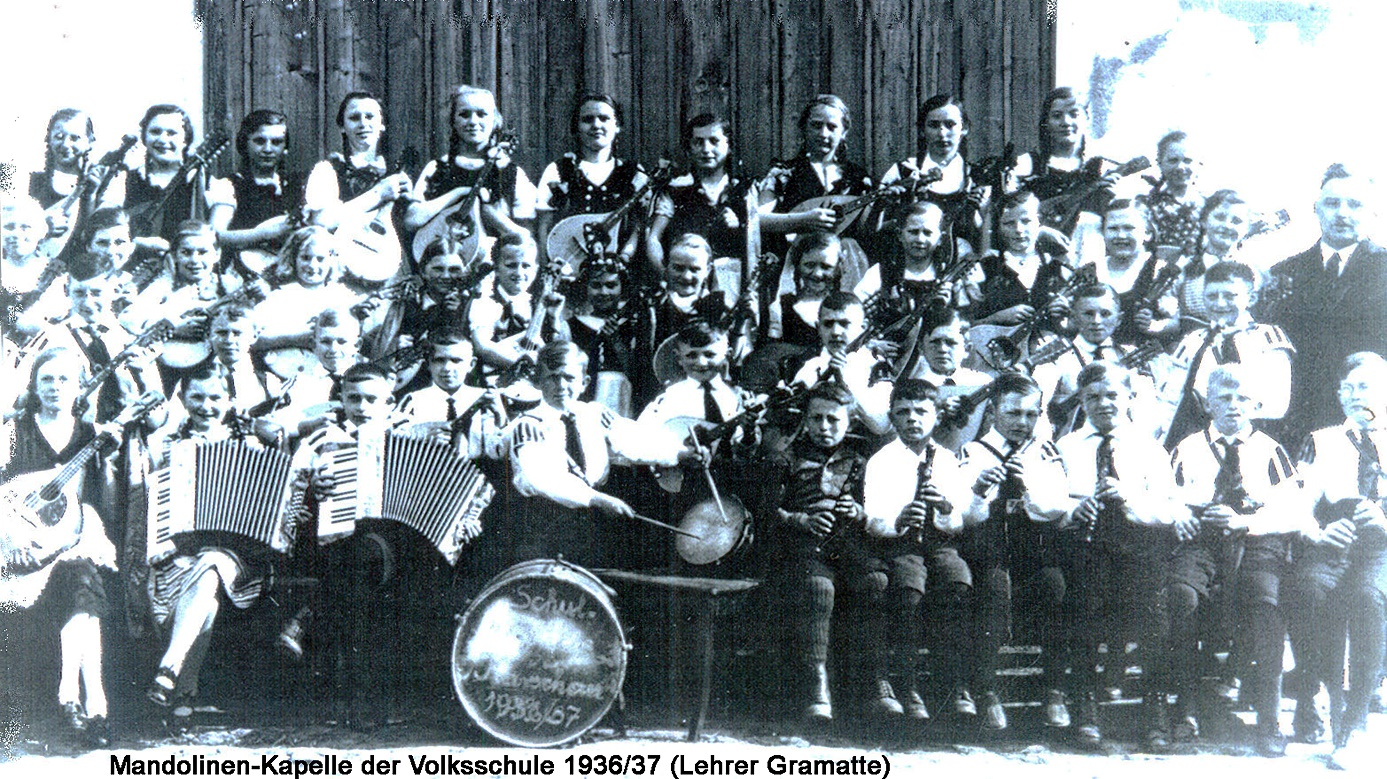 Schul-
1936/37
Mandolinen-Kapelle der Volksschule 1936/37 (Lehrer Gramatte)